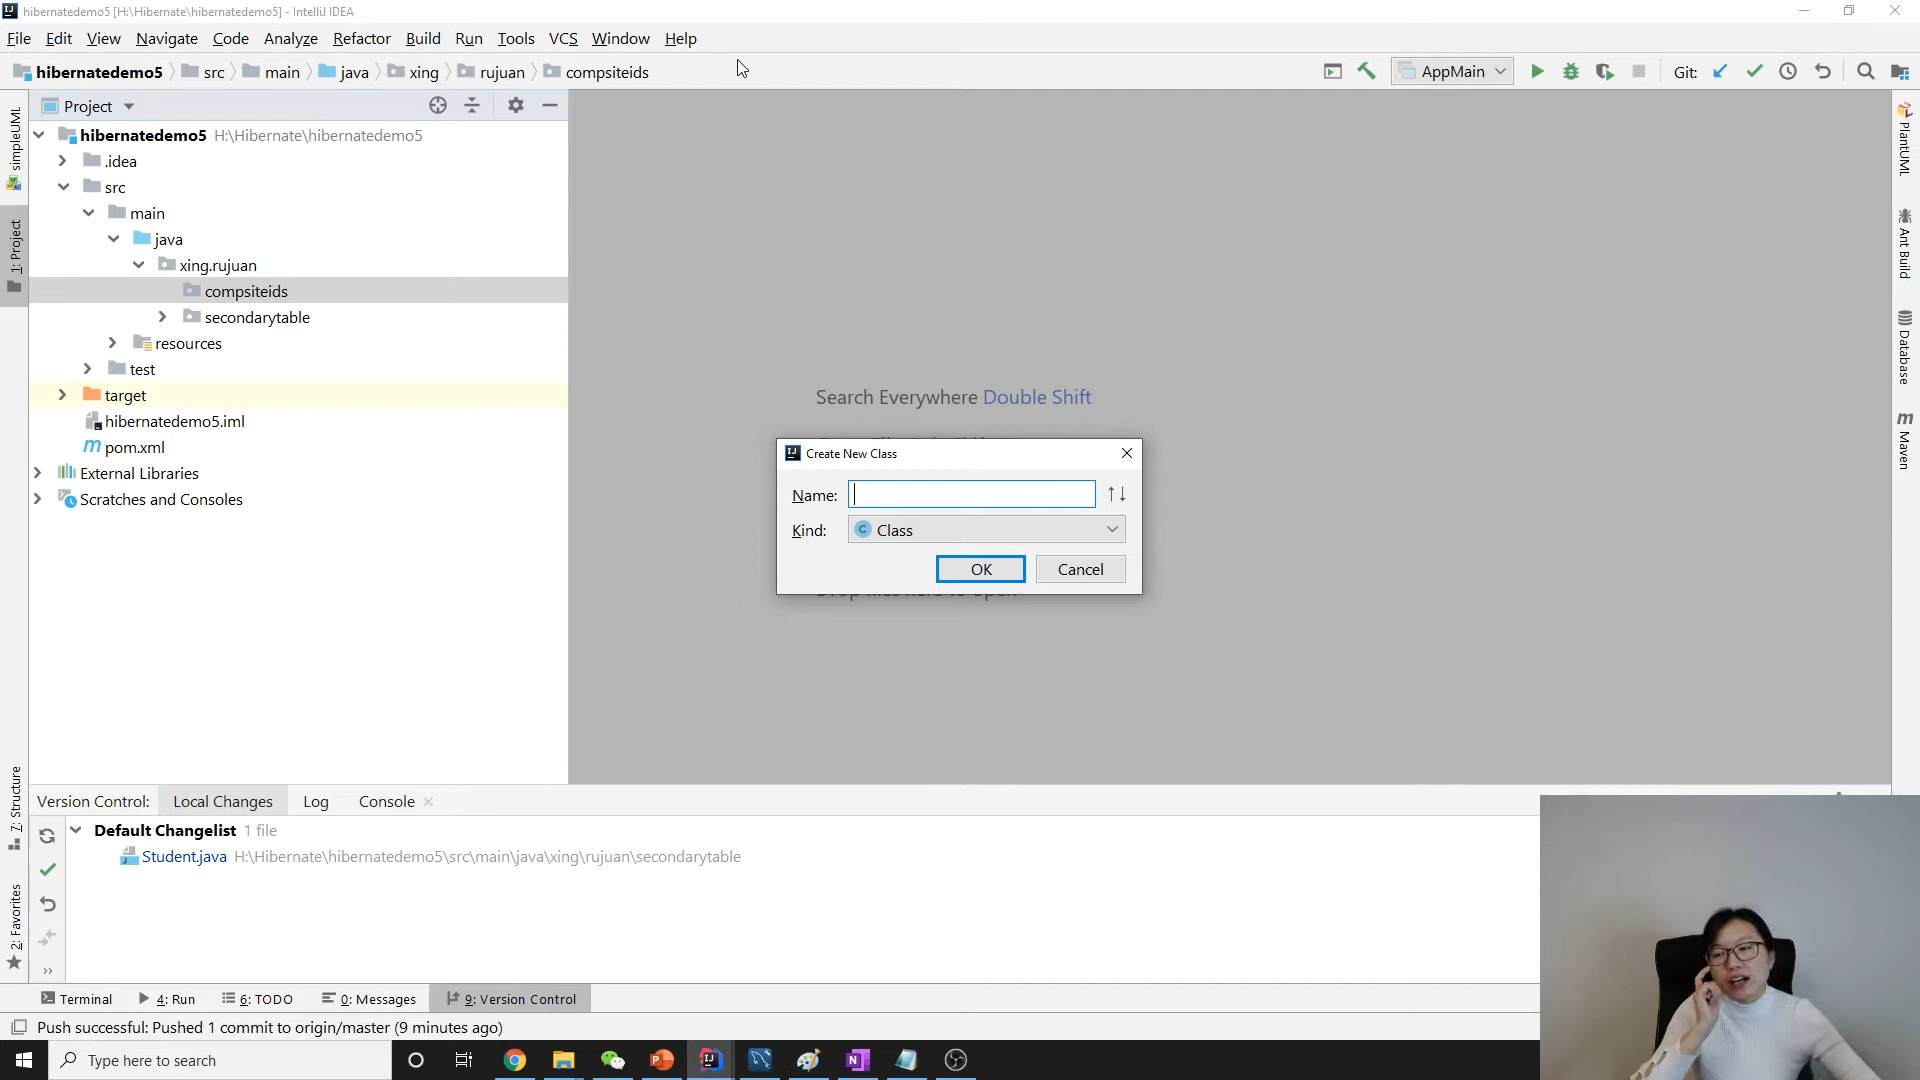 hibernatedemo5 [H:\Hibernate\hibernatedemo5] - IntelliJ IDEA
File Edit View Navigate Code Analyze Refactor Build Run Tools VCS Window Help
hibernatedemo5 src main java xing rujuan compsiteids
AppMain Git:
Project
hibernatedemo5 H:\Hibernate\hibernatedemo5
.idea
src
main
java
xing.rujuan
compsiteids
secondarytable
resources
test
target
hibernatedemo5.iml
pom.xml
External Libraries
Scratches and Consoles
simpleUML
1: Project
7: Structure
2: Favorites
PlantUML
Ant Build
Database
Maven
Search Everywhere Double Shift
Create New Class
Name:
Kind: Class
OK Cancel
Drop files here to open
Version Control: Local Changes Log Console
Default Changelist 1 file
Student.java H:\Hibernate\hibernatedemo5\src\main\java\xing\rujuan\secondarytable
Terminal 4: Run 6: TODO 0: Messages 9: Version Control
Push successful: Pushed 1 commit to origin/master (9 minutes ago)
Type here to search